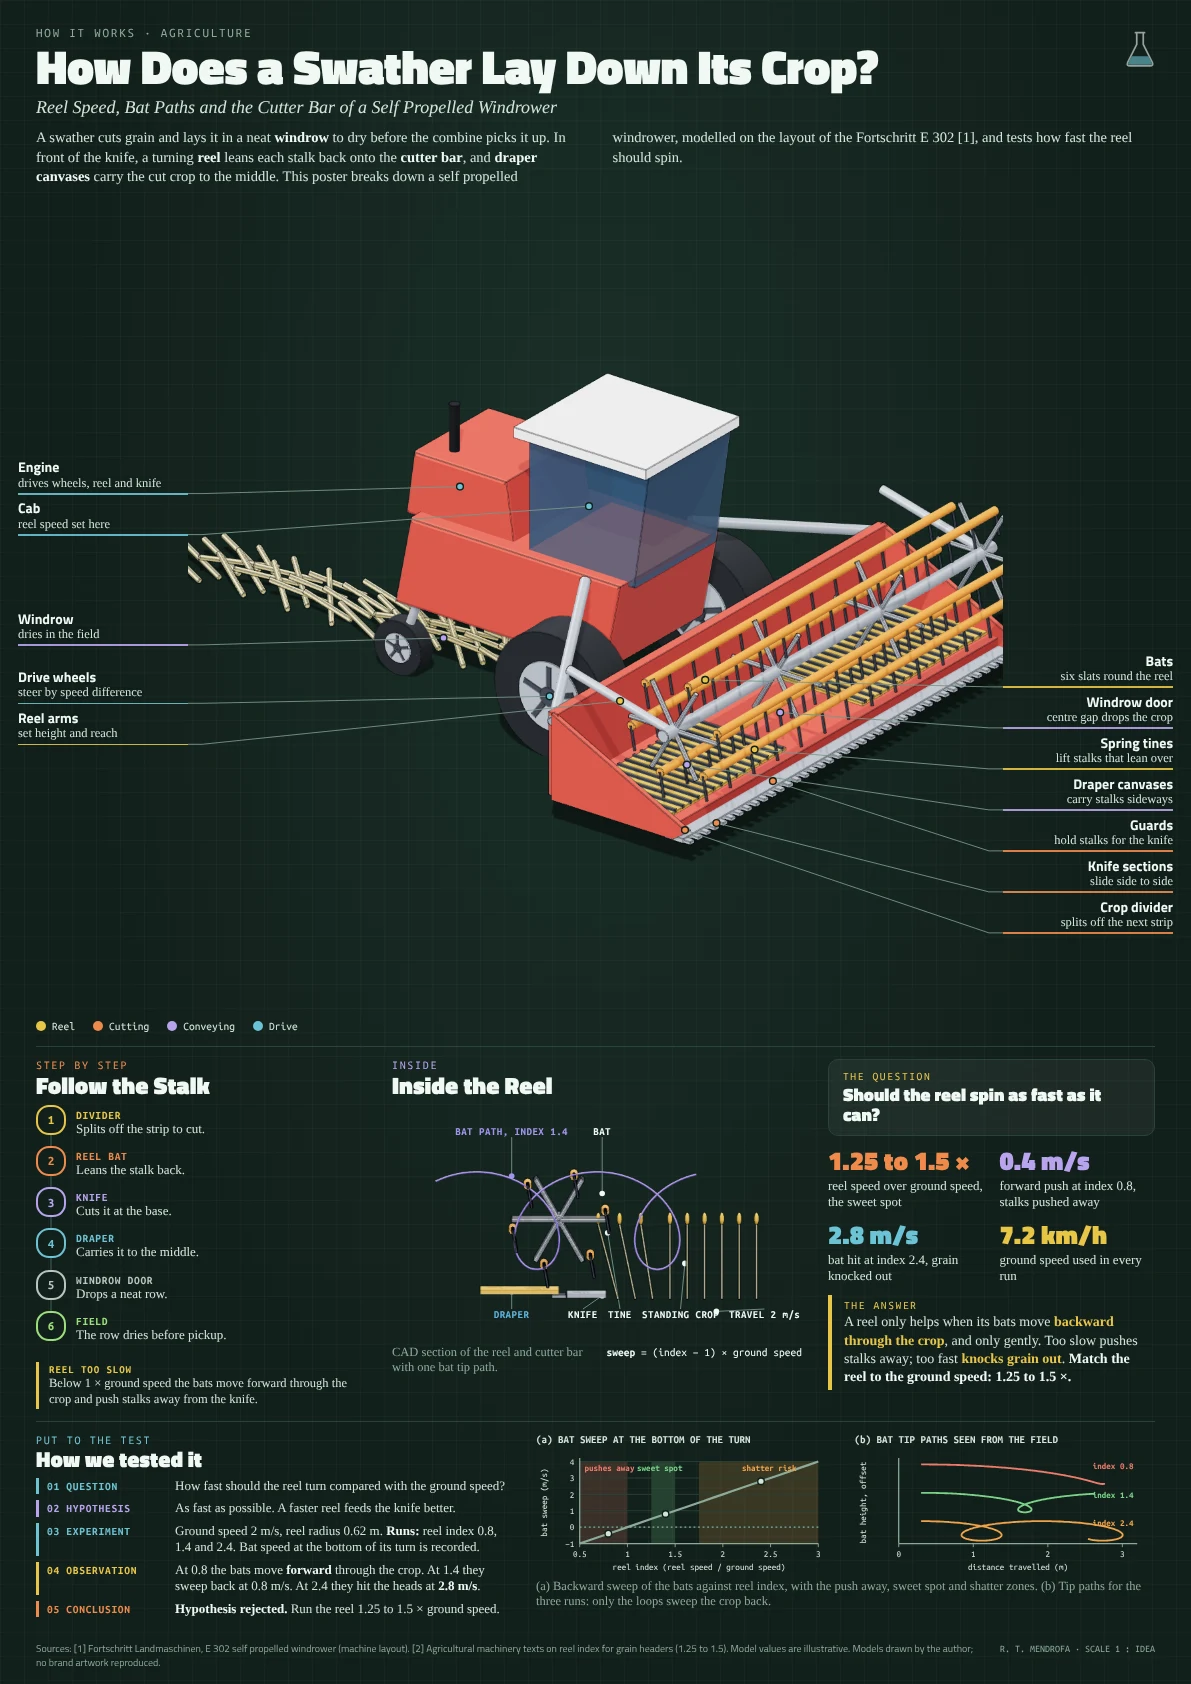 HOW IT WORKS · AGRICULTURE
How Does a Swather Lay Down Its Crop?
Reel Speed, Bat Paths and the Cutter Bar of a Self Propelled Windrower
A swather cuts grain and lays it in a neat windrow to dry before the combine picks it up. In
front of the knife, a turning reel leans each stalk back onto the cutter bar, and draper
canvases carry the cut crop to the middle. This poster breaks down a self propelled
windrower, modelled on the layout of the Fortschritt E 302 [1], and tests how fast the reel
should spin.
Engine
drives wheels, reel and knife
Cab
reel speed set here
Windrow
dries in the field
Drive wheels
steer by speed difference
Reel arms
set height and reach
Bats
six slats round the reel
Windrow door
centre gap drops the crop
Spring tines
lift stalks that lean over
Draper canvases
carry stalks sideways
Guards
hold stalks for the knife
Knife sections
slide side to side
Crop divider
splits off the next strip
Reel
Cutting
Conveying
Drive
STEP BY STEP
Follow the Stalk
1
DIVIDER
Splits off the strip to cut.
2
REEL BAT
Leans the stalk back.
3
KNIFE
Cuts it at the base.
4
DRAPER
Carries it to the middle.
5
WINDROW DOOR
Drops a neat row.
6
FIELD
The row dries before pickup.
REEL TOO SLOW
Below 1 × ground speed the bats move forward through the
crop and push stalks away from the knife.
INSIDE
Inside the Reel
BAT PATH, INDEX 1.4
BAT
DRAPER
KNIFE
TINE
STANDING CROP
TRAVEL 2 m/s
CAD section of the reel and cutter bar
with one bat tip path.
sweep = (index − 1) × ground speed
THE QUESTION
Should the reel spin as fast as it
can?
1.25 to 1.5 ×
reel speed over ground speed,
the sweet spot
0.4 m/s
forward push at index 0.8,
stalks pushed away
2.8 m/s
bat hit at index 2.4, grain
knocked out
7.2 km/h
ground speed used in every
run
THE ANSWER
A reel only helps when its bats move backward
through the crop, and only gently. Too slow pushes
stalks away; too fast knocks grain out. Match the
reel to the ground speed: 1.25 to 1.5 ×.
PUT TO THE TEST
How we tested it
01 QUESTION
How fast should the reel turn compared with the ground speed?
02 HYPOTHESIS
As fast as possible. A faster reel feeds the knife better.
03 EXPERIMENT
Ground speed 2 m/s, reel radius 0.62 m. Runs: reel index 0.8,
1.4 and 2.4. Bat speed at the bottom of its turn is recorded.
04 OBSERVATION
At 0.8 the bats move forward through the crop. At 1.4 they
sweep back at 0.8 m/s. At 2.4 they hit the heads at 2.8 m/s.
05 CONCLUSION
Hypothesis rejected. Run the reel 1.25 to 1.5 × ground speed.
(a) BAT SWEEP AT THE BOTTOM OF THE TURN
bat sweep (m/s)
4
3
2
1
0
−1
pushes away
sweet spot
shatter risk
0.5
1
1.5
2
2.5
3
reel index (reel speed / ground speed)
(b) BAT TIP PATHS SEEN FROM THE FIELD
bat height, offset
index 0.8
index 1.4
index 2.4
0
1
2
3
distance travelled (m)
(a) Backward sweep of the bats against reel index, with the push away, sweet spot and shatter zones. (b) Tip paths for the
three runs: only the loops sweep the crop back.
Sources: [1] Fortschritt Landmaschinen, E 302 self propelled windrower (machine layout). [2] Agricultural machinery texts on reel index for grain headers (1.25 to 1.5). Model values are illustrative. Models drawn by the author;
no brand artwork reproduced.
R. T. MENDROFA · SCALE 1 : IDEA